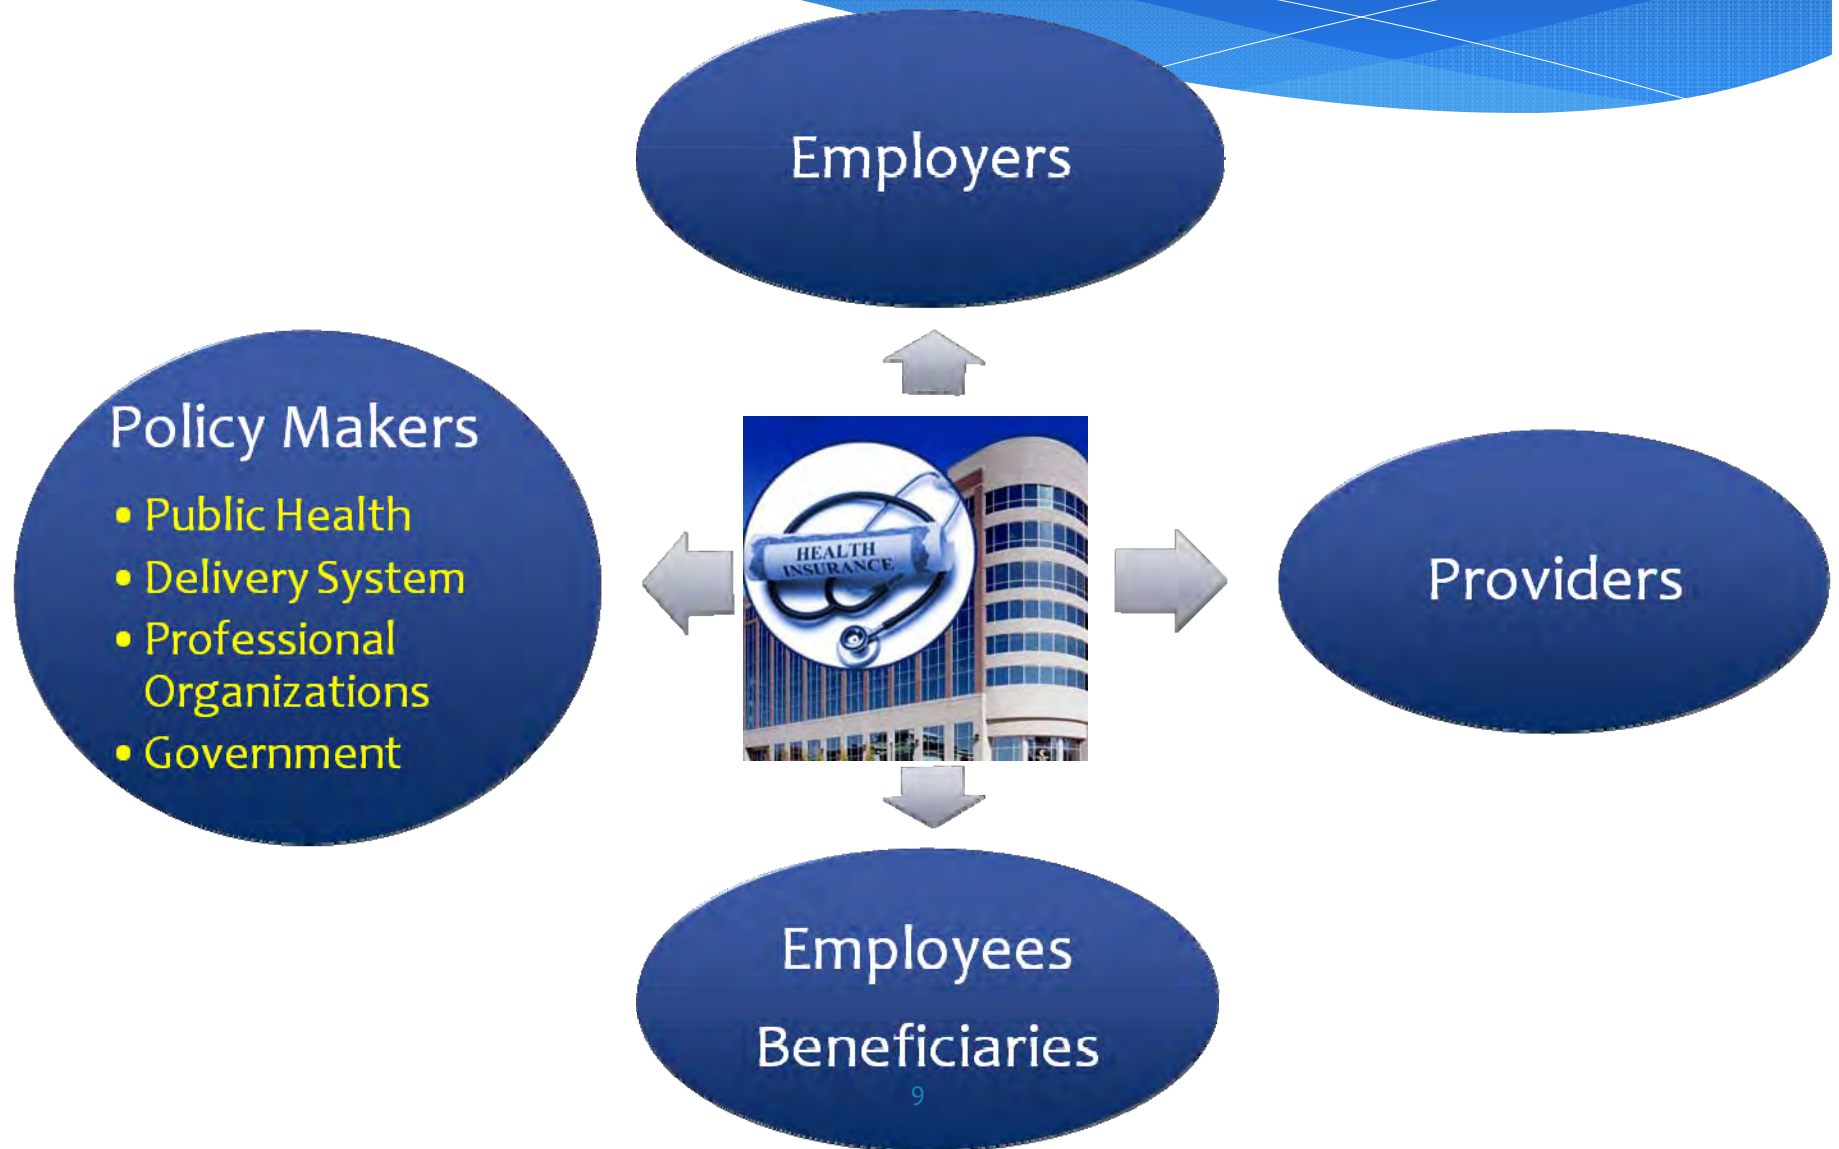 Employers
Policy Makers
• Public Health
• Delivery System
• Professional
Organizations
• Government
HEALTH
INSURANCE
Providers
Employees
Beneficiaries
9